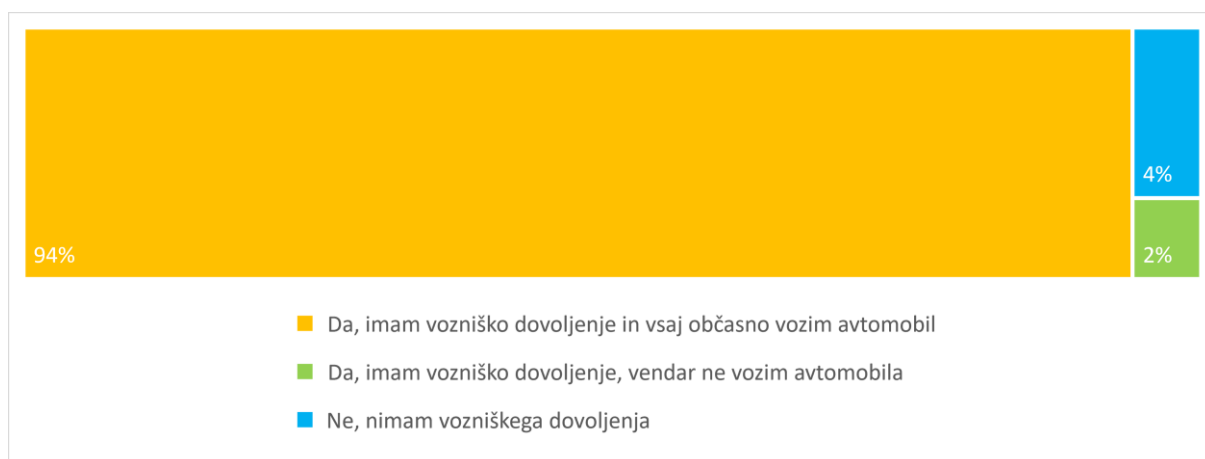 4%
94%
2%
Da, imam vozniško dovoljenje in vsaj občasno vozim avtomobil
Da, imam vozniško dovoljenje, vendar ne vozim avtomobila
Ne, nimam vozniškega dovoljenja